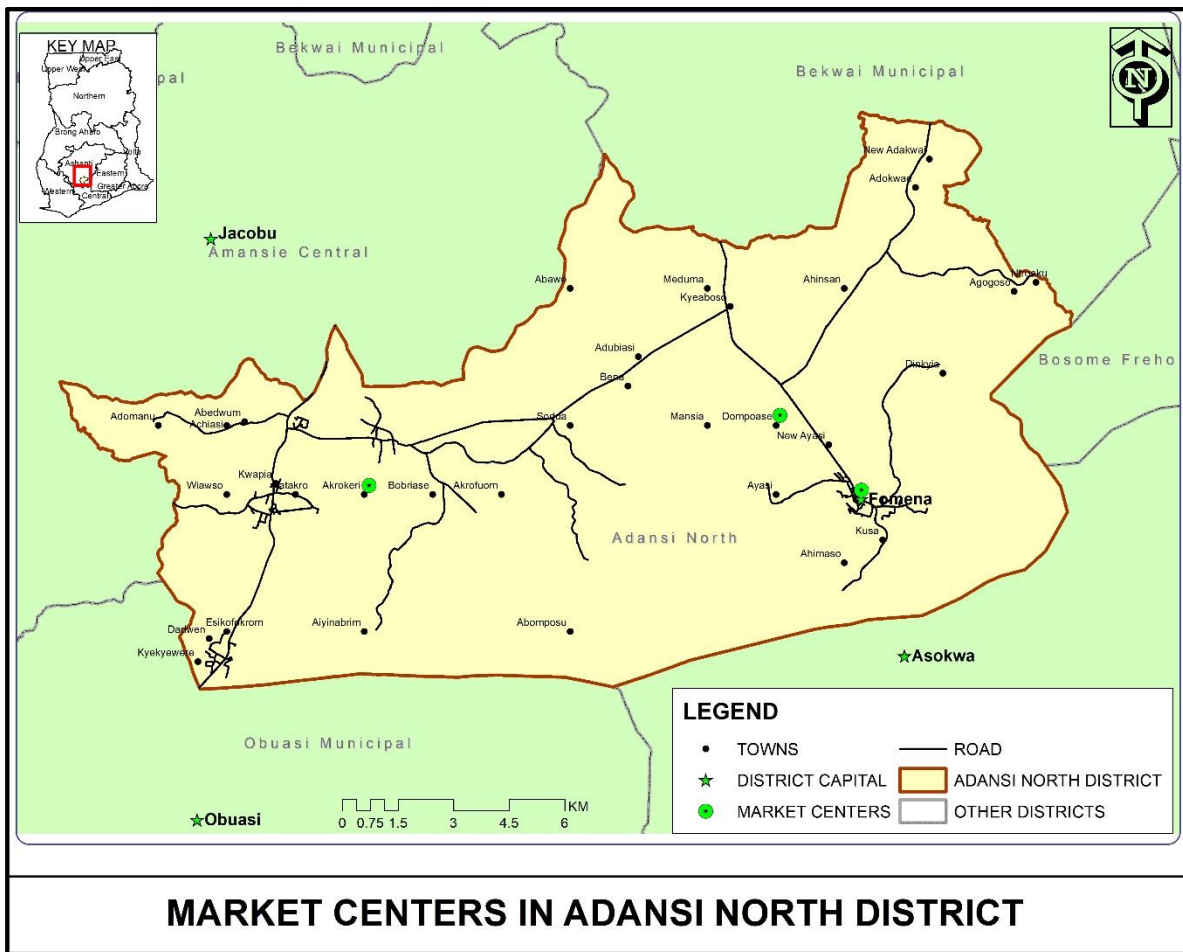 KEY MAP
Upper East
Upper West
Northern
Brong Ahafo
Volta
Ashanti
Eastern
Western
Greater Accra
Central
Bekwai Municipal
Bekwai Municipal
pal
N
New Adakwa
Adokwae
Jacobu
Amansie Central
Abawe
Meduma
Ahinsan
Agogoso
Kyeaboso
Adubiasi
Dinkyia
Bosome Freho
Bena
Adomanu
Abedwum
Achiasi
Sodua
Mansia
Dompoase
New Ayasi
Kwapia
Wiawso
Akrokeri
Bobriase
Akrofuom
Ayasi
Fomena
Adansi North
Kusa
Ahimaso
Esikofokrom
Dadwen
Aiyinabrim
Abomposu
Kyekyewere
Asokwa
Obuasi Municipal
Obuasi
0 0.75 1.5 3 4.5 6
KM
LEGEND
TOWNS
ROAD
DISTRICT CAPITAL
ADANSI NORTH DISTRICT
MARKET CENTERS
OTHER DISTRICTS
MARKET CENTERS IN ADANSI NORTH DISTRICT